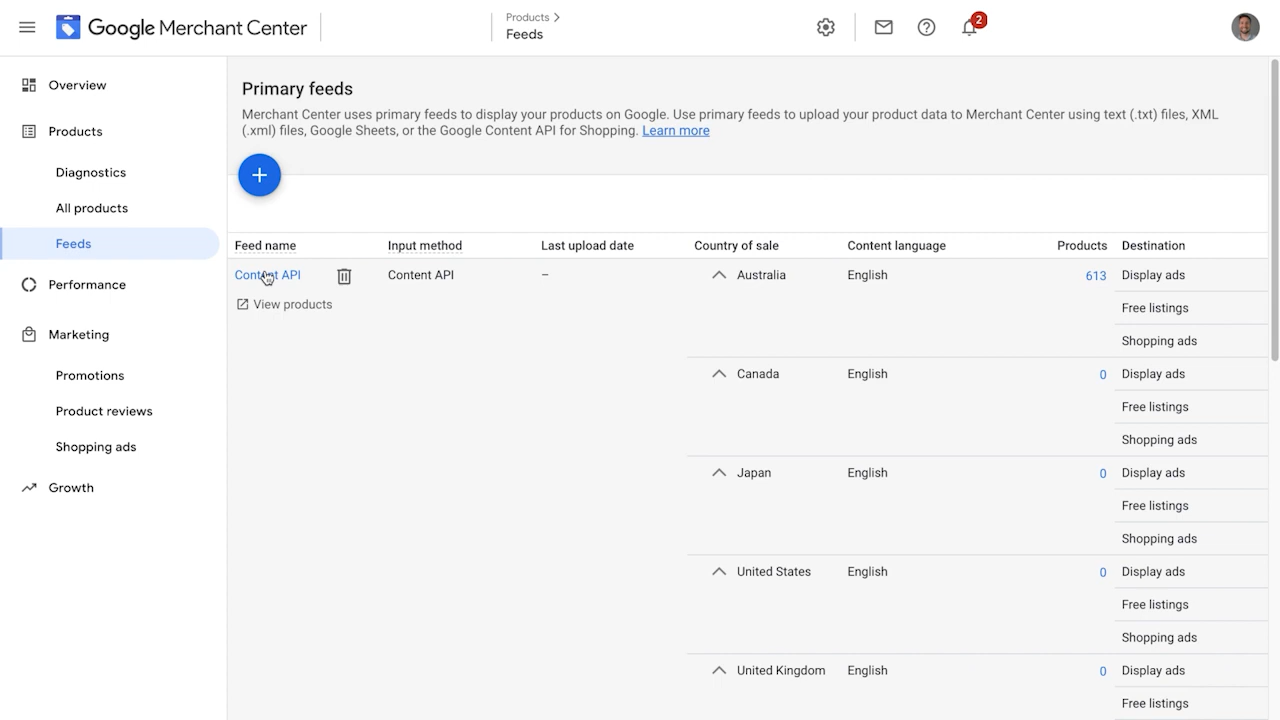 Google Merchant Center
Products
Feeds
2
Overview
Products
Diagnostics
All products
Feeds
Performance
Marketing
Promotions
Product reviews
Shopping ads
Growth
Primary feeds
Merchant Center uses primary feeds to display your products on Google. Use primary feeds to upload your product data to Merchant Center using text (.txt) files, XML
(.xml) files, Google Sheets, or the Google Content API for Shopping. Learn more
Feed name Input method Last upload date Country of sale Content language Products Destination
Content API Content API – Australia English 613 Display ads
View products Free listings
Shopping ads
Canada English 0 Display ads
Free listings
Shopping ads
Japan English 0 Display ads
Free listings
Shopping ads
United States English 0 Display ads
Free listings
Shopping ads
United Kingdom English 0 Display ads
Free listings